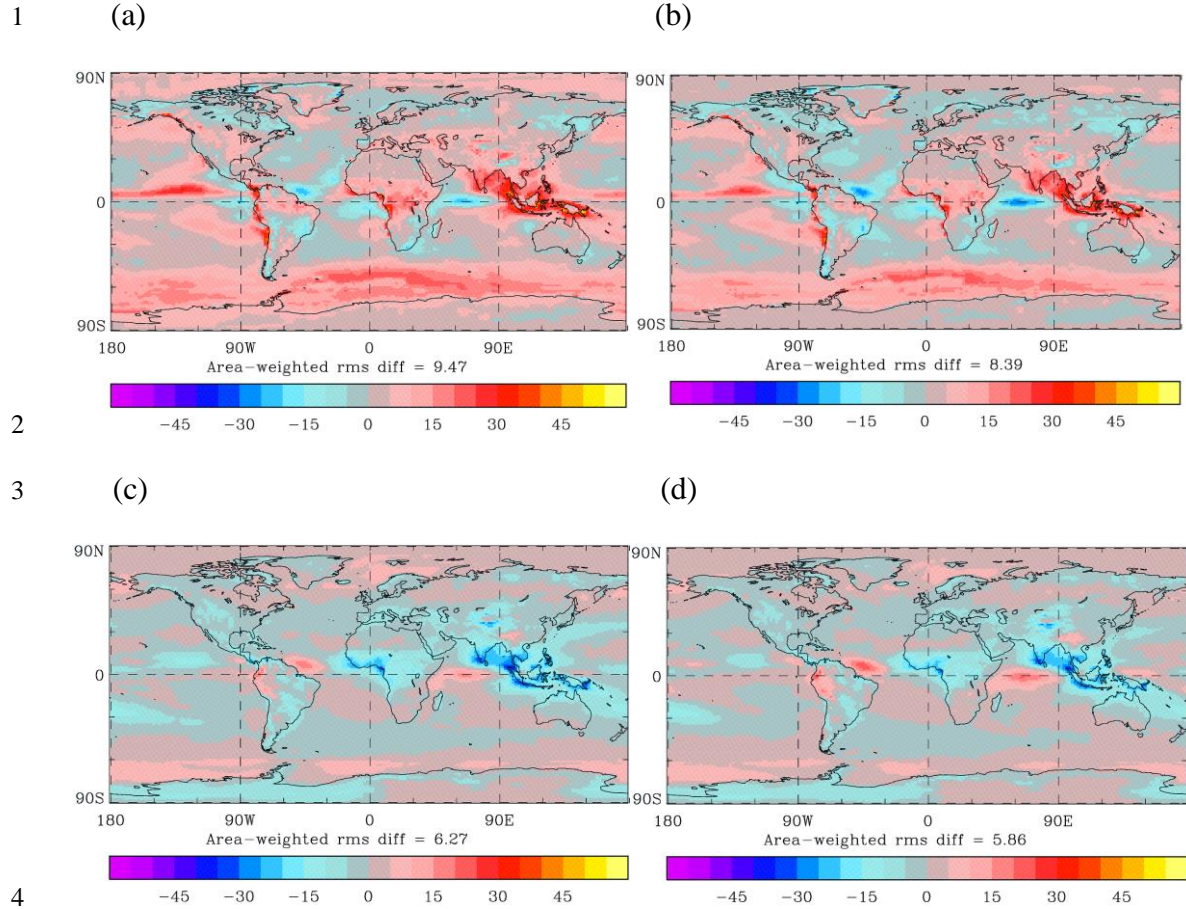 1 (a) (b)
90N 90N
0 0
90S 90S
180 90W 0 90E 180 90W 0 90E
Area-weighted rms diff = 9.47 Area-weighted rms diff = 8.39
−45 −30 −15 0 15 30 45 −45 −30 −15 0 15 30 45
2
3 (c) (d)
90N 90N
0 0
90S 90S
180 90W 0 90E 180 90W 0 90E
Area-weighted rms diff = 6.27 Area-weighted rms diff = 5.86
−45 −30 −15 0 15 30 45 −45 −30 −15 0 15 30 45
4